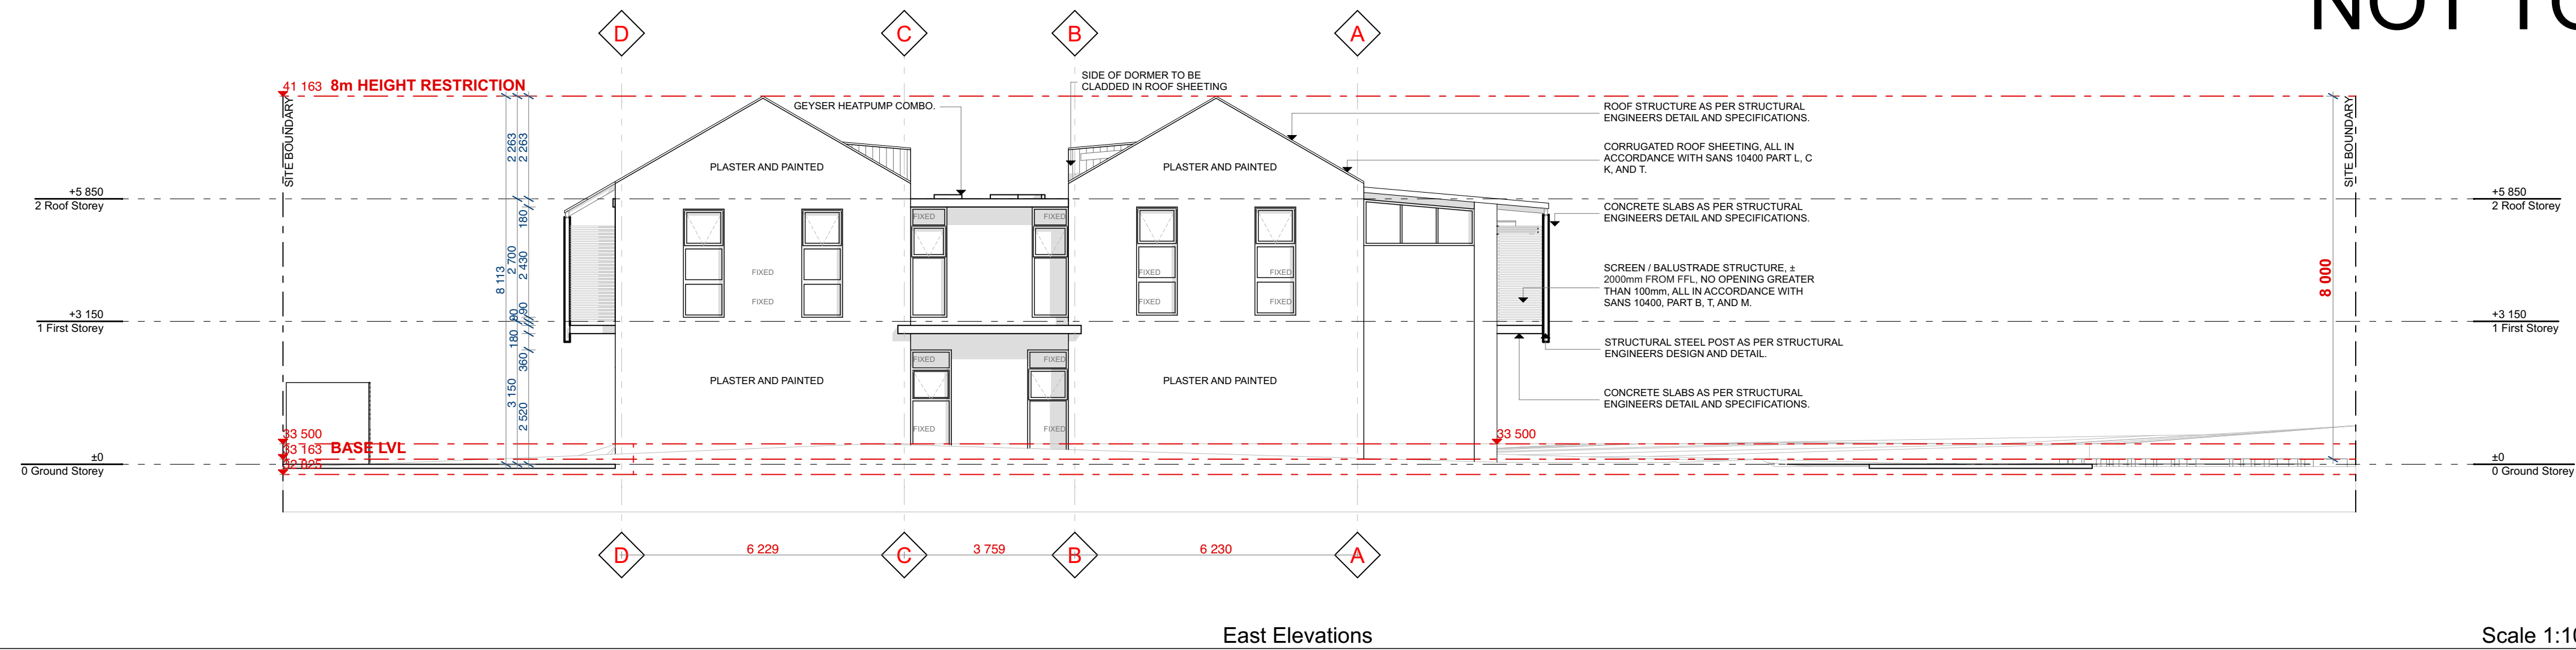 NOT TO
D
C
B
A
41 163 8m HEIGHT RESTRICTION
SITE BOUNDARY
SITE BOUNDARY
GEYSER HEATPUMP COMBO.
SIDE OF DORMER TO BE
CLADDED IN ROOF SHEETING
ROOF STRUCTURE AS PER STRUCTURAL
ENGINEERS DETAIL AND SPECIFICATIONS.
CORRUGATED ROOF SHEETING, ALL IN
ACCORDANCE WITH SANS 10400 PART L, C
K, AND T.
CONCRETE SLABS AS PER STRUCTURAL
ENGINEERS DETAIL AND SPECIFICATIONS.
SCREEN / BALUSTRADE STRUCTURE, ±
2000mm FROM FFL, NO OPENING GREATER
THAN 100mm, ALL IN ACCORDANCE WITH
SANS 10400, PART B, T, AND M.
STRUCTURAL STEEL POST AS PER STRUCTURAL
ENGINEERS DESIGN AND DETAIL.
CONCRETE SLABS AS PER STRUCTURAL
ENGINEERS DETAIL AND SPECIFICATIONS.
PLASTER AND PAINTED
PLASTER AND PAINTED
+5 850
2 Roof Storey
+5 850
2 Roof Storey
2 263
2 263
180
2 700
2 430
8 113
90
90
180
360
3 150
2 520
8 000
FIXED
FIXED
FIXED
FIXED
FIXED
FIXED
FIXED
FIXED
+3 150
1 First Storey
+3 150
1 First Storey
FIXED
FIXED
PLASTER AND PAINTED
PLASTER AND PAINTED
FIXED
FIXED
33 500
33 500
33 163 BASE LVL
±0
0 Ground Storey
±0
0 Ground Storey
D
6 229
C
3 759
B
6 230
A
East Elevations
Scale 1:10